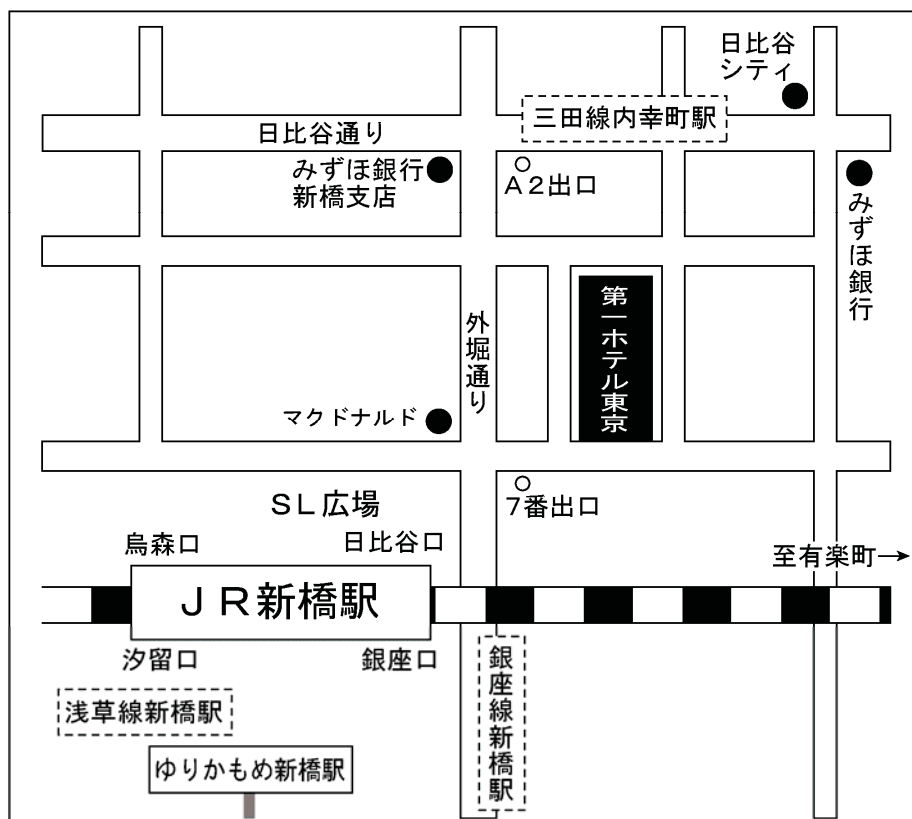 日比谷
シティ
三田線内幸町駅
日比谷通り
みずほ銀行
新橋支店
A2出口
みずほ銀行
第一ホテル東京
外堀通り
マクドナルド
SL広場
7番出口
烏森口
日比谷口
至有楽町→
JR新橋駅
汐留口
銀座口
銀座線新橋駅
浅草線新橋駅
ゆりかもめ新橋駅